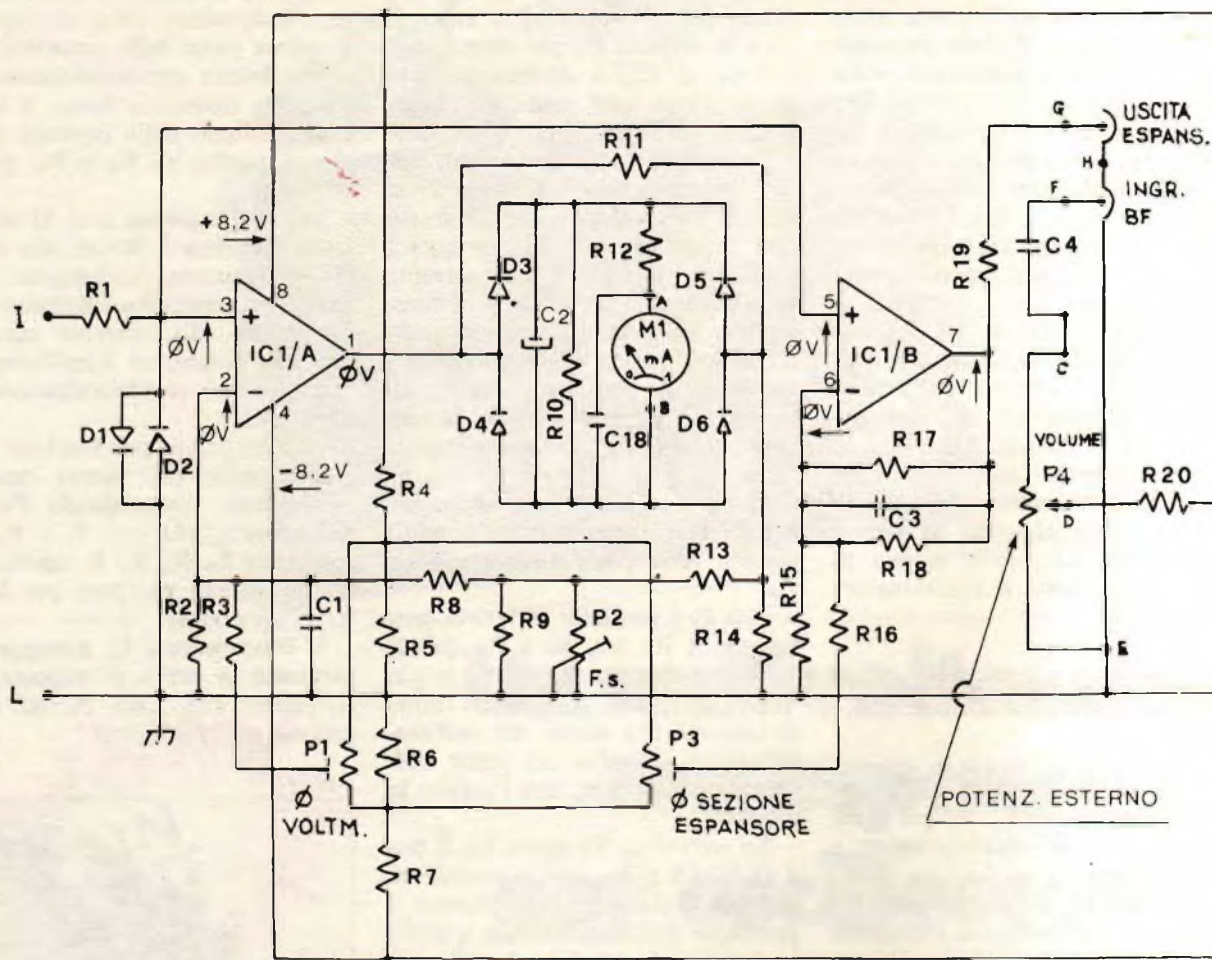 G
USCITA
ESPANS.
R11
H
F
INGR.
BF
+8.2V
R12
D3
D5
R19
C4
R1
8
C2
A
I
3
+
M1
5
+
IC1/A
1
mA
IC1/B
7
C
ØV
ØV
0
1
ØV
2
-
R10
6
-
ØV
ØV
ØV
4
D4
C18
B
D6
R17
VOLUME
D1
D2
-8.2V
P4
R20
R4
C3
D
R18
R13
R2
R3
C1
R8
R15
P2
R14
R16
R5
R9
E
L
F.s.
P1
R6
P3
Ø
VOLTM.
Ø SEZIONE
ESPANSORE
POTENZ. ESTERNO
R7